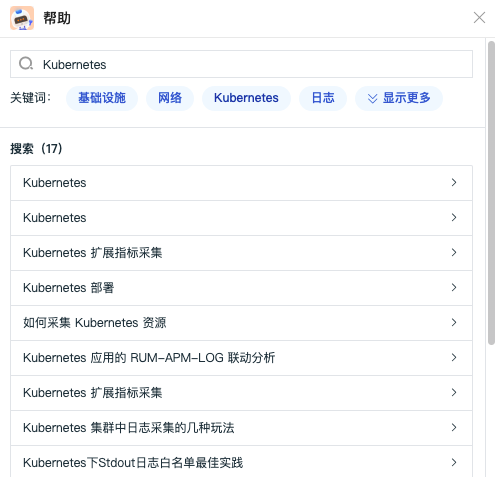 帮助
Kubernetes
关键词： 基础设施 网络 Kubernetes 日志 显示更多
搜索（17）
Kubernetes
Kubernetes
Kubernetes 扩展指标采集
Kubernetes 部署
如何采集 Kubernetes 资源
Kubernetes 应用的 RUM-APM-LOG 联动分析
Kubernetes 扩展指标采集
Kubernetes 集群中日志采集的几种玩法
Kubernetes下Stdout日志白名单最佳实践